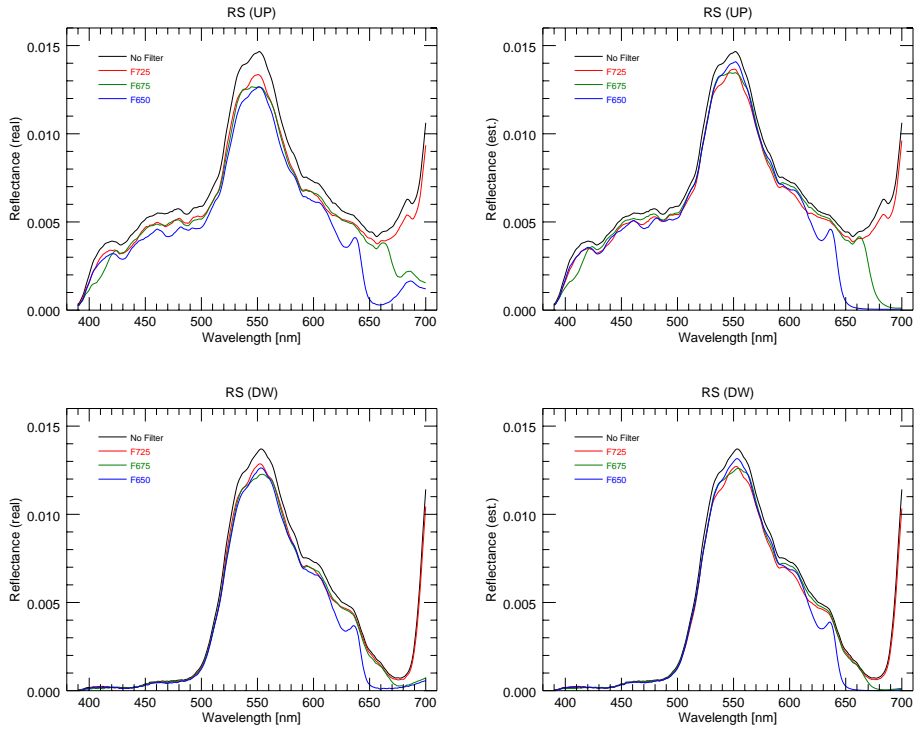 RS (UP)
0.015
0.010
0.005
0.000
Reflectance (real)
No Filter
F725
F675
F650
400 450 500 550 600 650 700
Wavelength [nm]
RS (UP)
0.015
0.010
0.005
0.000
Reflectance (est.)
No Filter
F725
F675
F650
400 450 500 550 600 650 700
Wavelength [nm]
RS (DW)
0.015
0.010
0.005
0.000
Reflectance (real)
No Filter
F725
F675
F650
400 450 500 550 600 650 700
Wavelength [nm]
RS (DW)
0.015
0.010
0.005
0.000
Reflectance (est.)
No Filter
F725
F675
F650
400 450 500 550 600 650 700
Wavelength [nm]